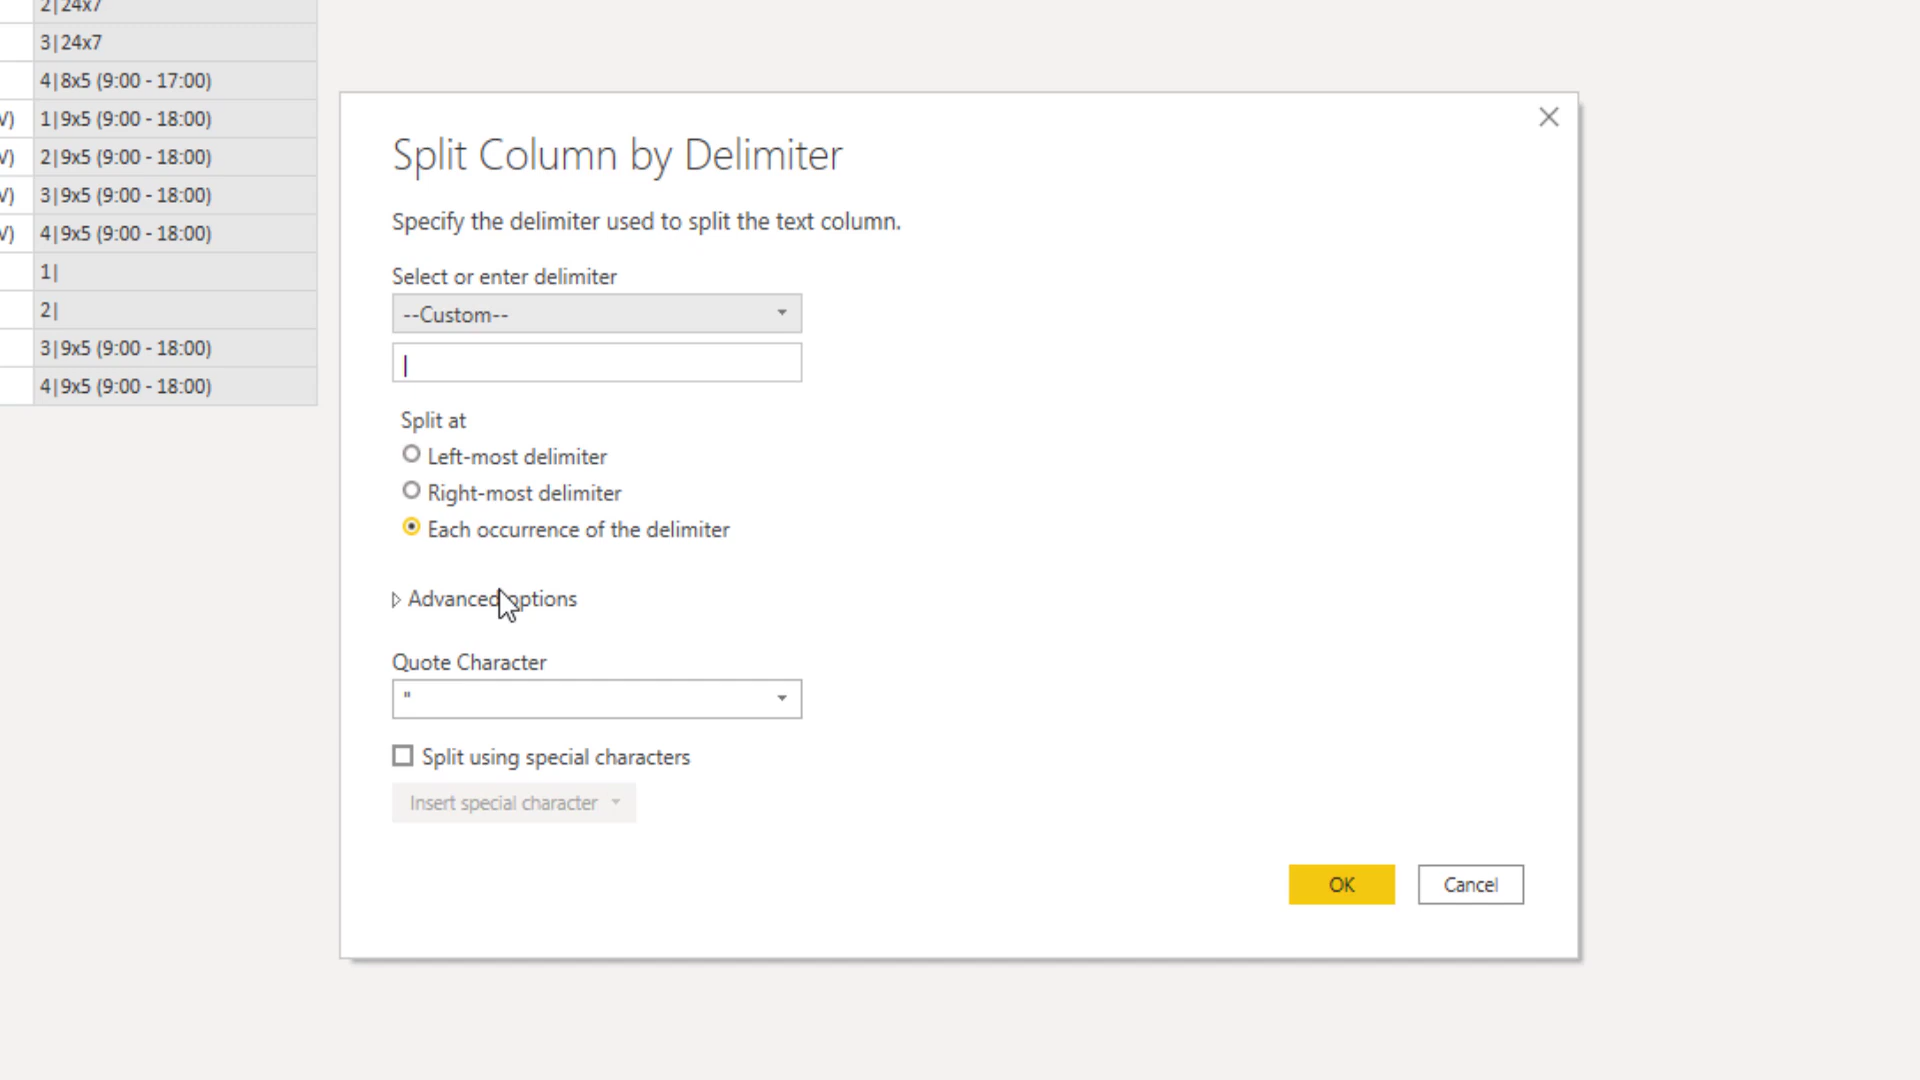 2|24x7
3|24x7
4|8x5 (9:00 - 17:00)
V) 1|9x5 (9:00 - 18:00)
V) 2|9x5 (9:00 - 18:00)
V) 3|9x5 (9:00 - 18:00)
V) 4|9x5 (9:00 - 18:00)
1|
2|
3|9x5 (9:00 - 18:00)
4|9x5 (9:00 - 18:00)
Split Column by Delimiter
Specify the delimiter used to split the text column.
Select or enter delimiter
--Custom--
|
Split at
Left-most delimiter
Right-most delimiter
Each occurrence of the delimiter
Advanced options
Quote Character
"
Split using special characters
Insert special character
OK
Cancel